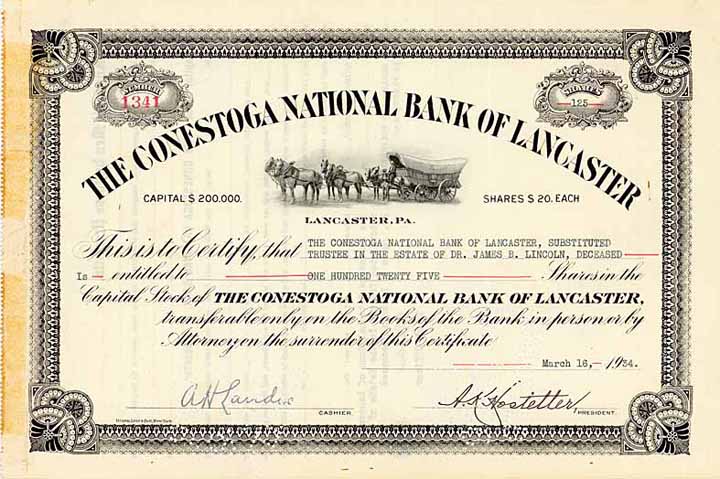 NUMBER
1341
SHARES
-125-
THE CONESTOGA NATIONAL BANK OF LANCASTER
CAPITAL $ 200.000.
SHARES $ 20. EACH
LANCASTER, PA.
This is to Certify, that THE CONESTOGA NATIONAL BANK OF LANCASTER, SUBSTITUTED
TRUSTEE IN THE ESTATE OF DR. JAMES B. LINCOLN, DECEASED
Is entitled to ONE HUNDRED TWENTY FIVE Shares in the
Capital Stock of THE CONESTOGA NATIONAL BANK OF LANCASTER,
transferable only on the Books of the Bank in person or by
Attorney on the surrender of this Certificate
March 16, 1934.
A H Landis
CASHIER.
A. K. Hostetter
PRESIDENT.